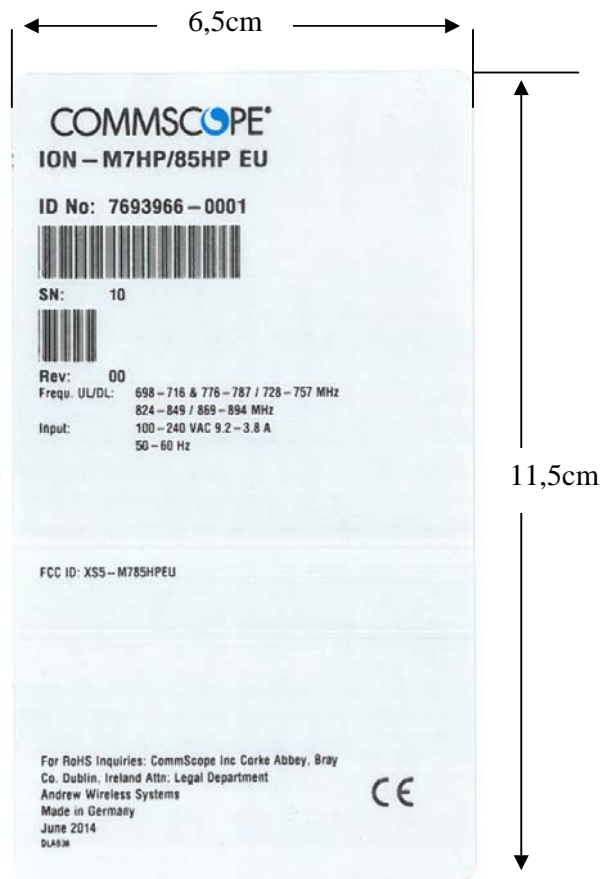 6,5cm
COMMSCOPE®
ION – M7HP/85HP EU
ID No: 7693966 – 0001
SN: 10
Rev: 00
Frequ. UL/DL: 698 – 716 & 776 – 787 / 728 – 757 MHz
824 – 849 / 869 – 894 MHz
Input: 100 – 240 VAC 9.2 – 3.8 A
50 – 60 Hz
11,5cm
FCC ID: XS5 – M785HPEU
For RoHS Inquiries: CommScope Inc Corke Abbey, Bray
Co. Dublin, Ireland Attn: Legal Department
Andrew Wireless Systems
Made in Germany
June 2014
CE